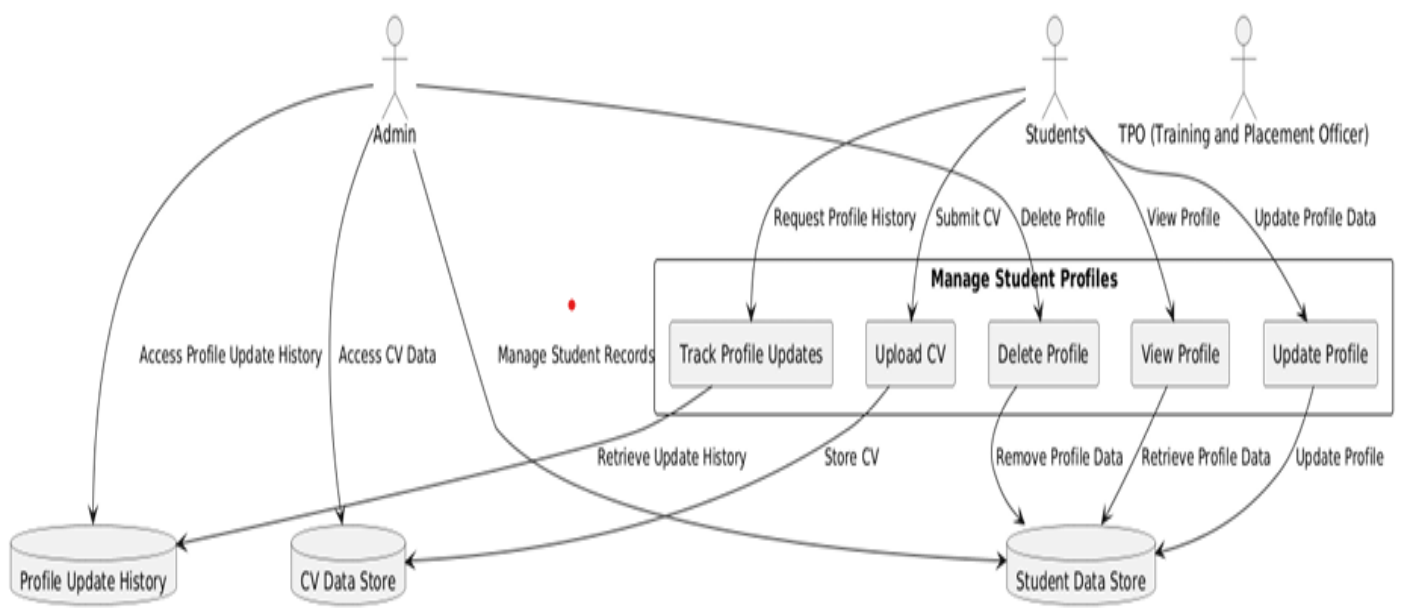 Admin
Students
TPO (Training and Placement Officer)
Request Profile History
Submit CV
Delete Profile
View Profile
Update Profile Data
Manage Student Profiles
Access Profile Update History
Access CV Data
Manage Student Records
Track Profile Updates
Upload CV
Delete Profile
View Profile
Update Profile
Retrieve Update History
Store CV
Remove Profile Data
Retrieve Profile Data
Update Profile
Profile Update History
CV Data Store
Student Data Store